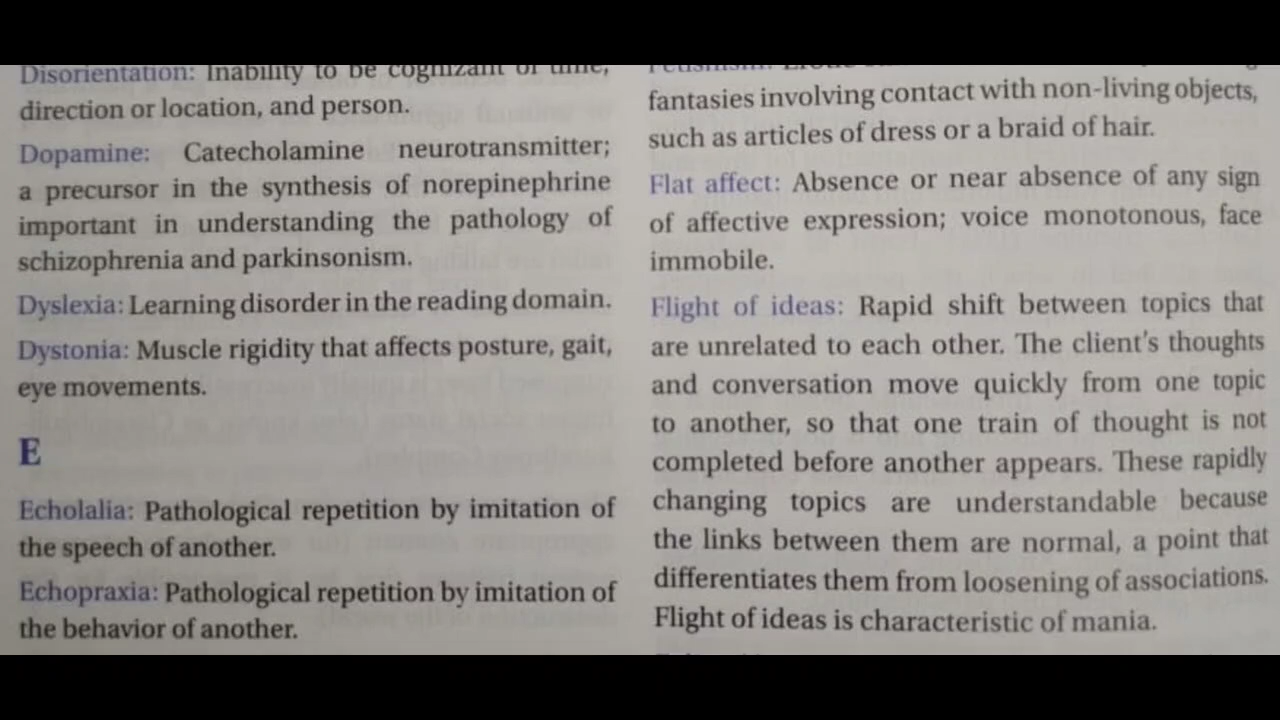 Disorientation: Inability to be cognizant of time,
direction or location, and person.
Dopamine: Catecholamine neurotransmitter;
a precursor in the synthesis of norepinephrine
important in understanding the pathology of
schizophrenia and parkinsonism.
Dyslexia: Learning disorder in the reading domain.
Dystonia: Muscle rigidity that affects posture, gait,
eye movements.
E
Echolalia: Pathological repetition by imitation of
the speech of another.
Echopraxia: Pathological repetition by imitation of
the behavior of another.
fantasies involving contact with non-living objects,
such as articles of dress or a braid of hair.
Flat affect: Absence or near absence of any sign
of affective expression; voice monotonous, face
immobile.
Flight of ideas: Rapid shift between topics that
are unrelated to each other. The client's thoughts
and conversation move quickly from one topic
to another, so that one train of thought is not
completed before another appears. These rapidly
changing topics are understandable because
the links between them are normal, a point that
differentiates them from loosening of associations.
Flight of ideas is characteristic of mania.